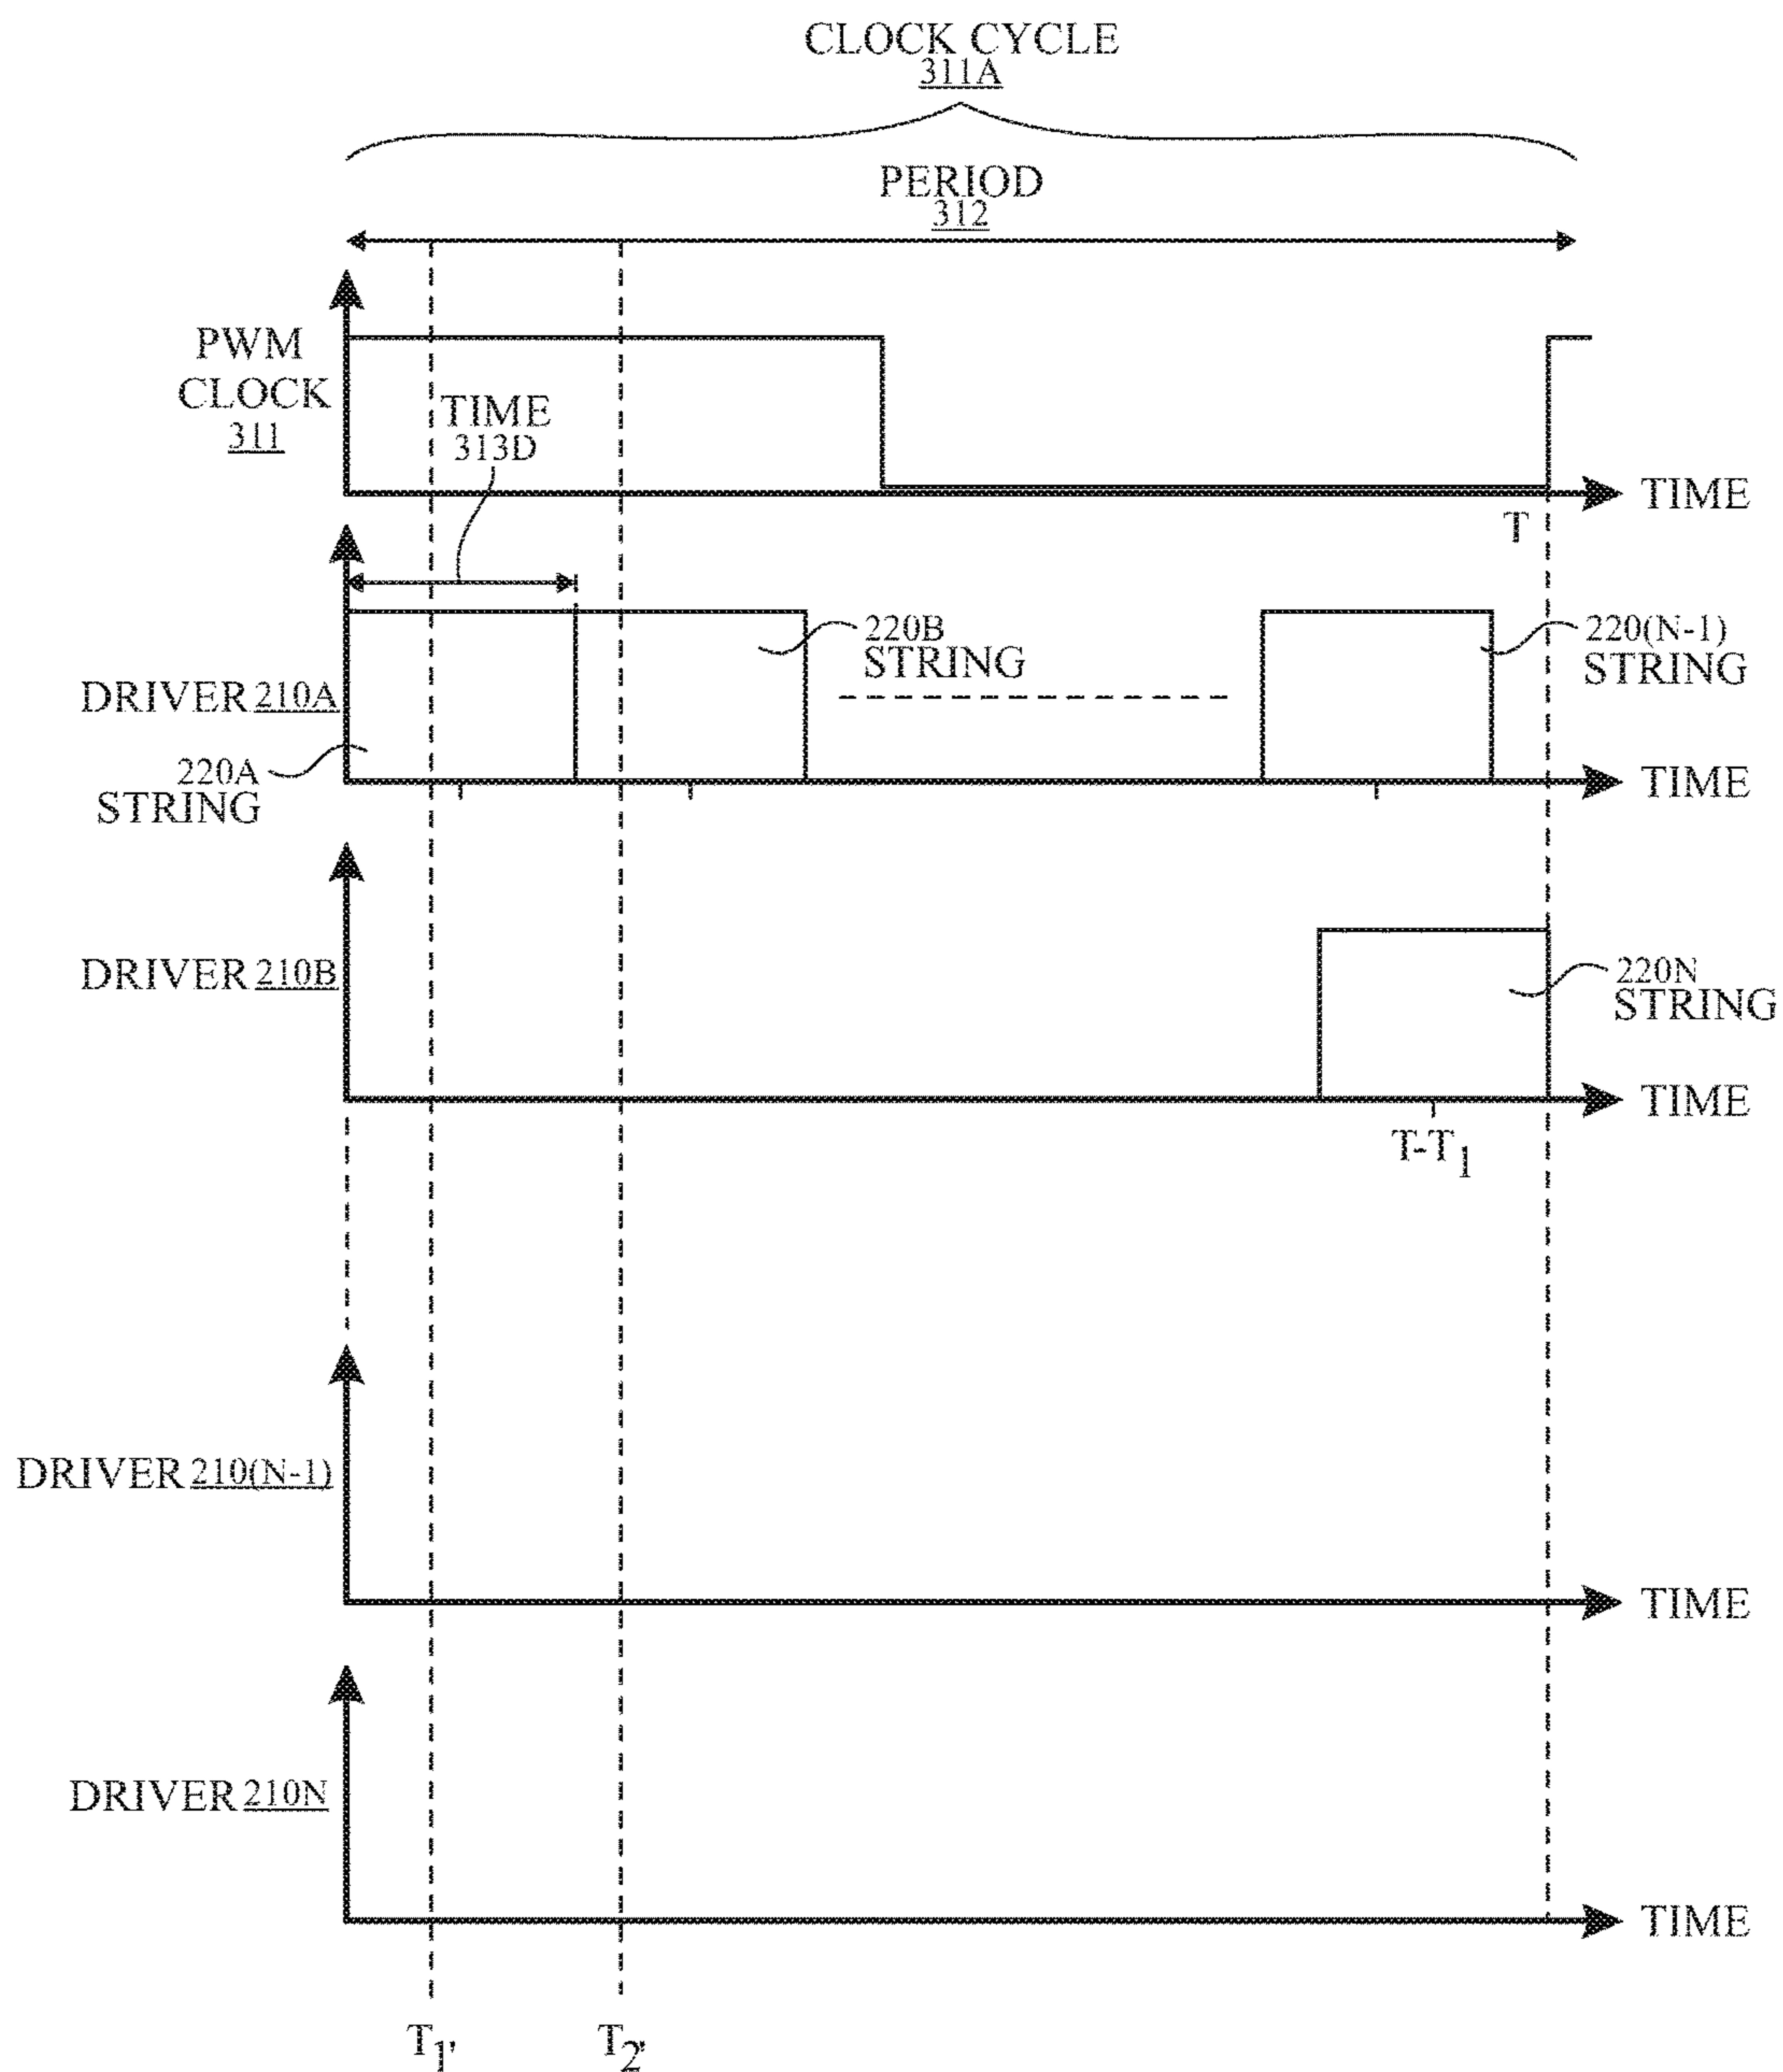 CLOCK CYCLE
311A
PERIOD
312
PWM
CLOCK
311
TIME
313D
TIME
T
220B
STRING
220(N-1)
STRING
DRIVER 210A
220A
STRING
TIME
DRIVER 210B
220N
STRING
TIME
T-T1
DRIVER 210(N-1)
TIME
DRIVER 210N
TIME
T1'
T2'